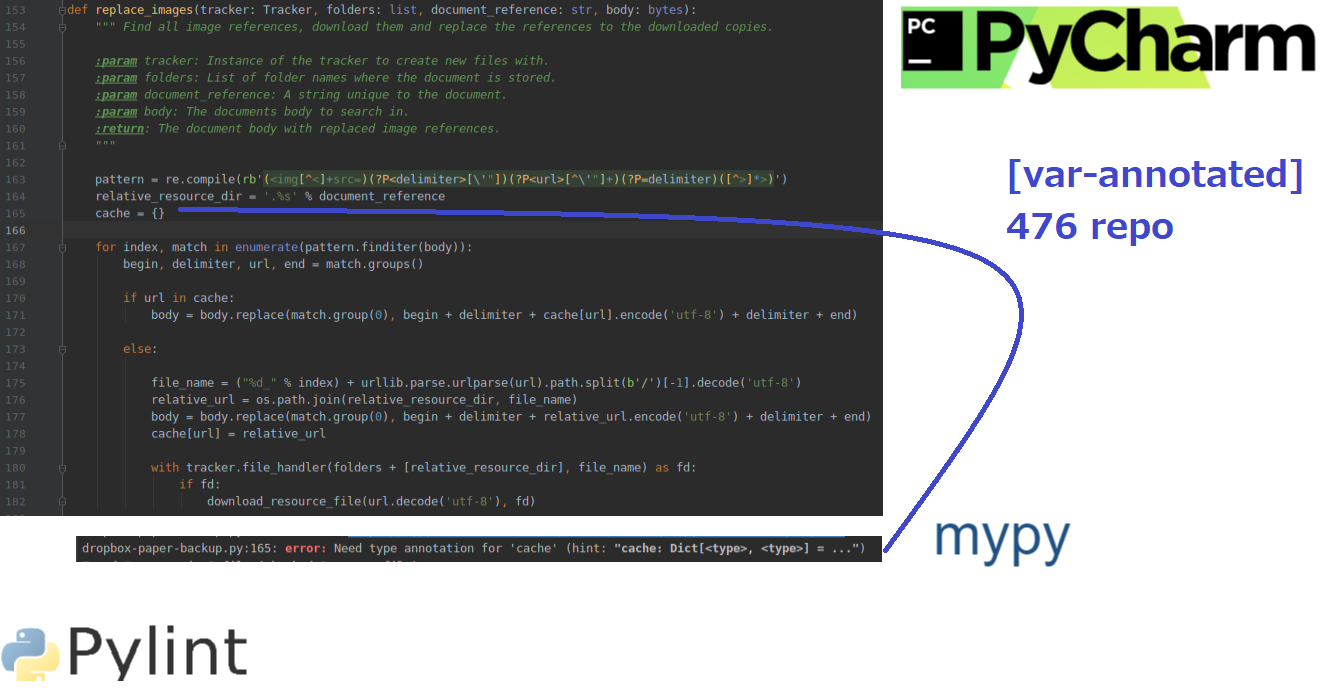 153 def replace_images(tracker: Tracker, folders: list, document_reference: str, body: bytes):
154 """ Find all image references, download them and replace the references to the downloaded copies.
155
156 :param tracker: Instance of the tracker to create new files with.
157 :param folders: List of folder names where the document is stored.
158 :param document_reference: A string unique to the document.
159 :param body: The documents body to search in.
160 :return: The document body with replaced image references.
161 """
162
163 pattern = re.compile(rb'(<img[^<]+src=)(?P<delimiter>[\'"])(?P<url>[^\'"]+)(?P=delimiter)([^>]*>)')
164 relative_resource_dir = '.%s' % document_reference
165 cache = {}
166
167 for index, match in enumerate(pattern.finditer(body)):
168 begin, delimiter, url, end = match.groups()
169
170 if url in cache:
171 body = body.replace(match.group(0), begin + delimiter + cache[url].encode('utf-8') + delimiter + end)
172
173 else:
174
175 file_name = ("%d_" % index) + urllib.parse.urlparse(url).path.split(b'/')[-1].decode('utf-8')
176 relative_url = os.path.join(relative_resource_dir, file_name)
177 body = body.replace(match.group(0), begin + delimiter + relative_url.encode('utf-8') + delimiter + end)
178 cache[url] = relative_url
179
180 with tracker.file_handler(folders + [relative_resource_dir], file_name) as fd:
181 if fd:
182 download_resource_file(url.decode('utf-8'), fd)
PC
PyCharm
[var-annotated]
476 repo
dropbox-paper-backup.py:165: error: Need type annotation for 'cache' (hint: "cache: Dict[<type>, <type>] = ...")
mypy
Pylint